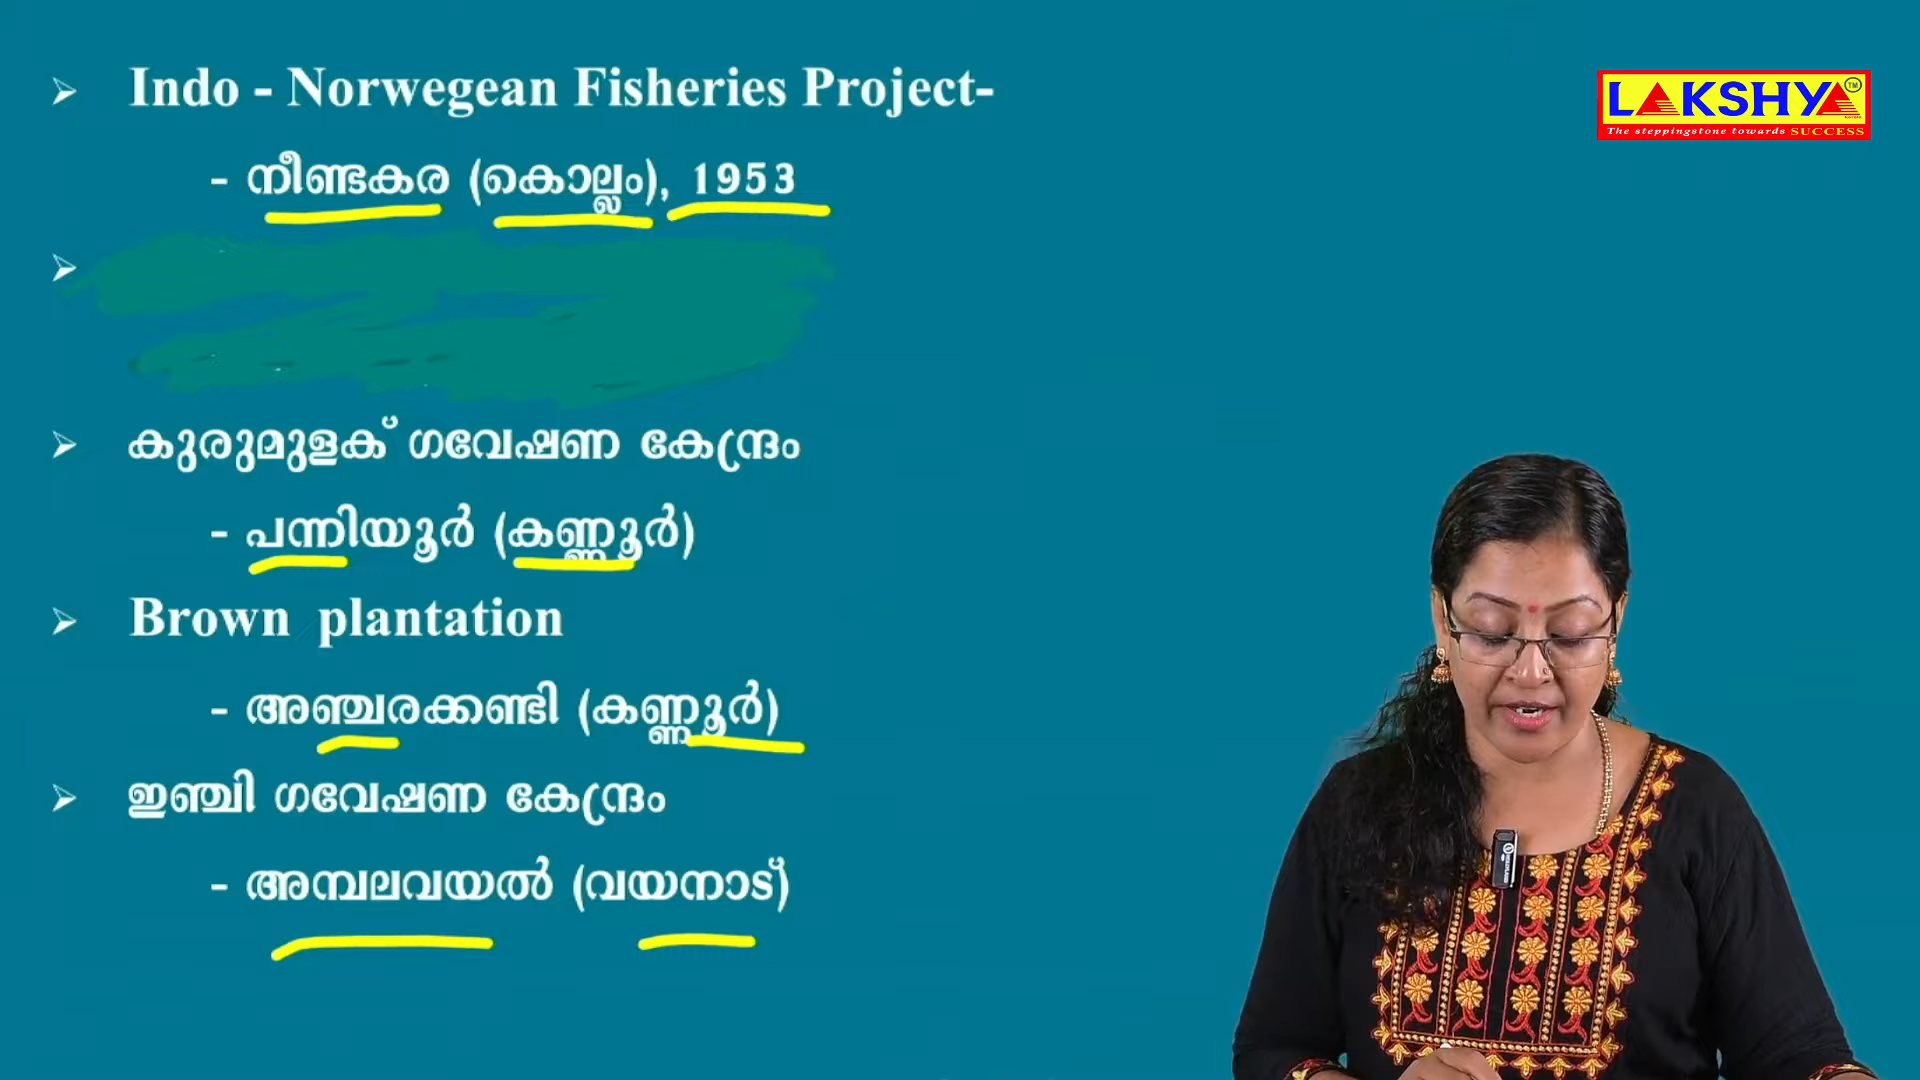 Indo - Norwegean Fisheries Project-
- നീണ്ടകര (കൊല്ലം), 1953
കുരുമുളക് ഗവേഷണ കേന്ദ്രം
- പന്നിയൂർ (കണ്ണൂർ)
Brown plantation
- അഞ്ചരക്കണ്ടി (കണ്ണൂർ)
ഇഞ്ചി ഗവേഷണ കേന്ദ്രം
- അമ്പലവയൽ (വയനാട്)
LAKSHYA TM
The steppingstone towards SUCCESS